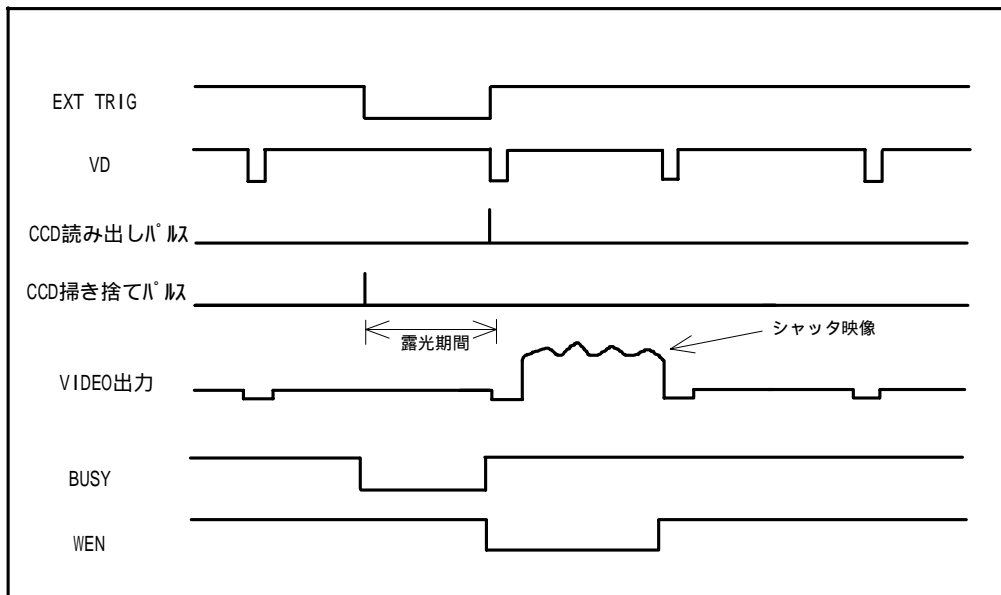 EXT TRIG
VD
CCD読み出しﾊﾟﾙｽ
CCD掃き捨てﾊﾟﾙｽ
露光期間
シャッタ映像
VIDEO出力
BUSY
WEN